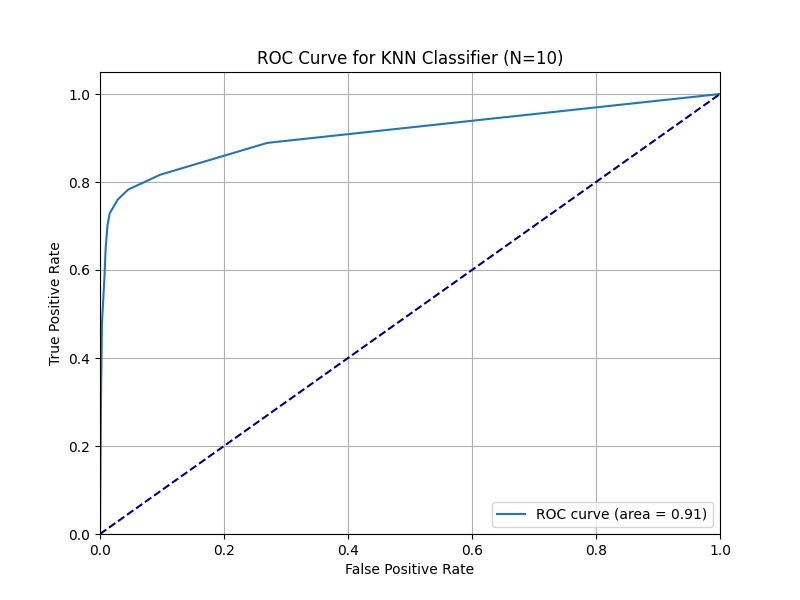 ROC Curve for KNN Classifier (N=10)
True Positive Rate
1.0
0.8
0.6
0.4
0.2
0.0
ROC curve (area = 0.91)
0.0 0.2 0.4 0.6 0.8 1.0
False Positive Rate